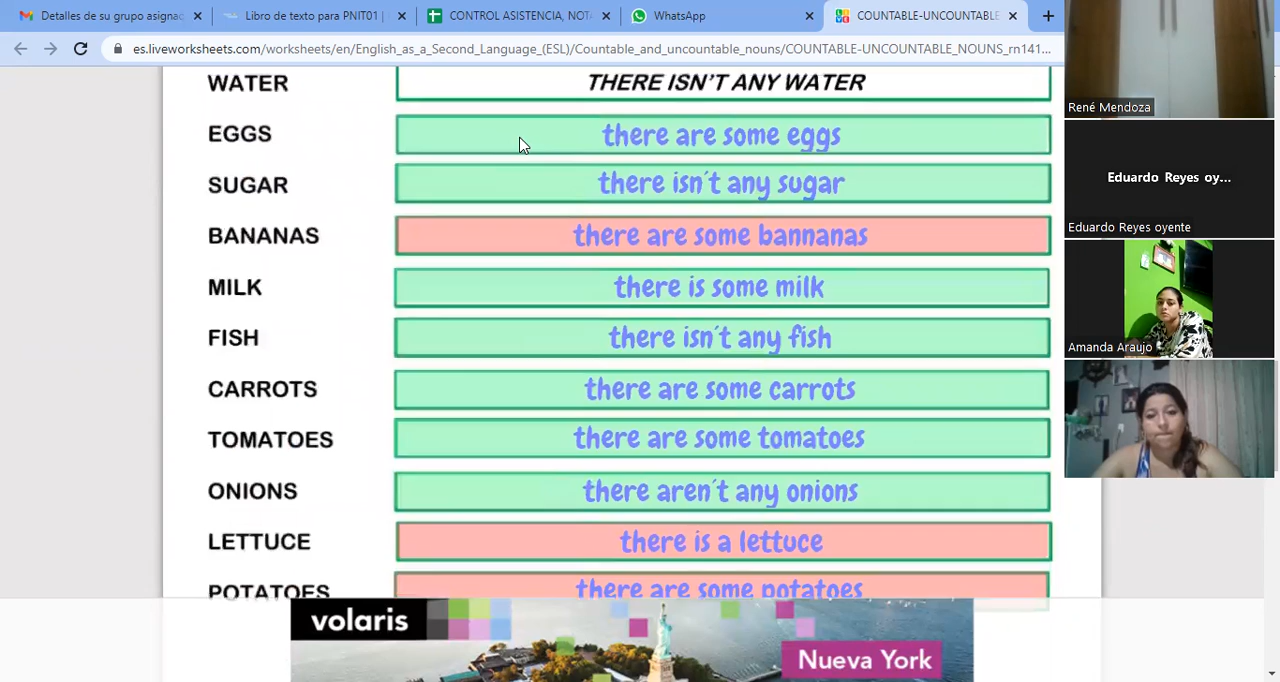 Detalles de su grupo asignac
Libro de texto para PNIT01 |
CONTROL ASISTENCIA, NOTA
WhatsApp
COUNTABLE-UNCOUNTABLE
es.liveworksheets.com/worksheets/en/English_as_a_Second_Language_(ESL)/Countable_and_uncountable_nouns/COUNTABLE-UNCOUNTABLE_NOUNS_rn141...
WATER THERE ISN'T ANY WATER
EGGS there are some eggs
SUGAR there isn´t any sugar
BANANAS there are some bannanas
MILK there is some milk
FISH there isn´t any fish
CARROTS there are some carrots
TOMATOES there are some tomatoes
ONIONS there aren´t any onions
LETTUCE there is a lettuce
POTATOES there are some potatoes
volaris
Nueva York
René Mendoza
Eduardo Reyes oy...
Eduardo Reyes oyente
Amanda Araujo